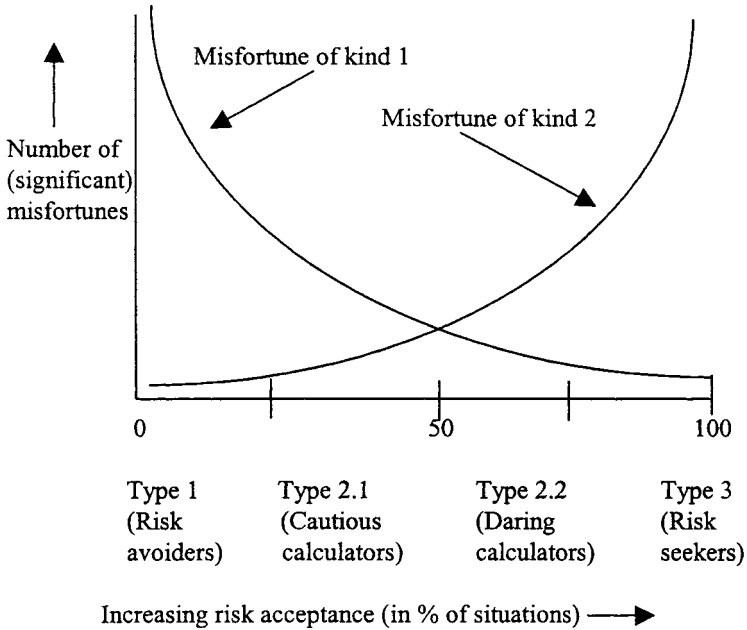 Misfortune of kind 1
Misfortune of kind 2
Number of
(significant)
misfortunes
0
50
100
Type 1
(Risk
avoiders)
Type 2.1
(Cautious
calculators)
Type 2.2
(Daring
calculators)
Type 3
(Risk
seekers)
Increasing risk acceptance (in % of situations)